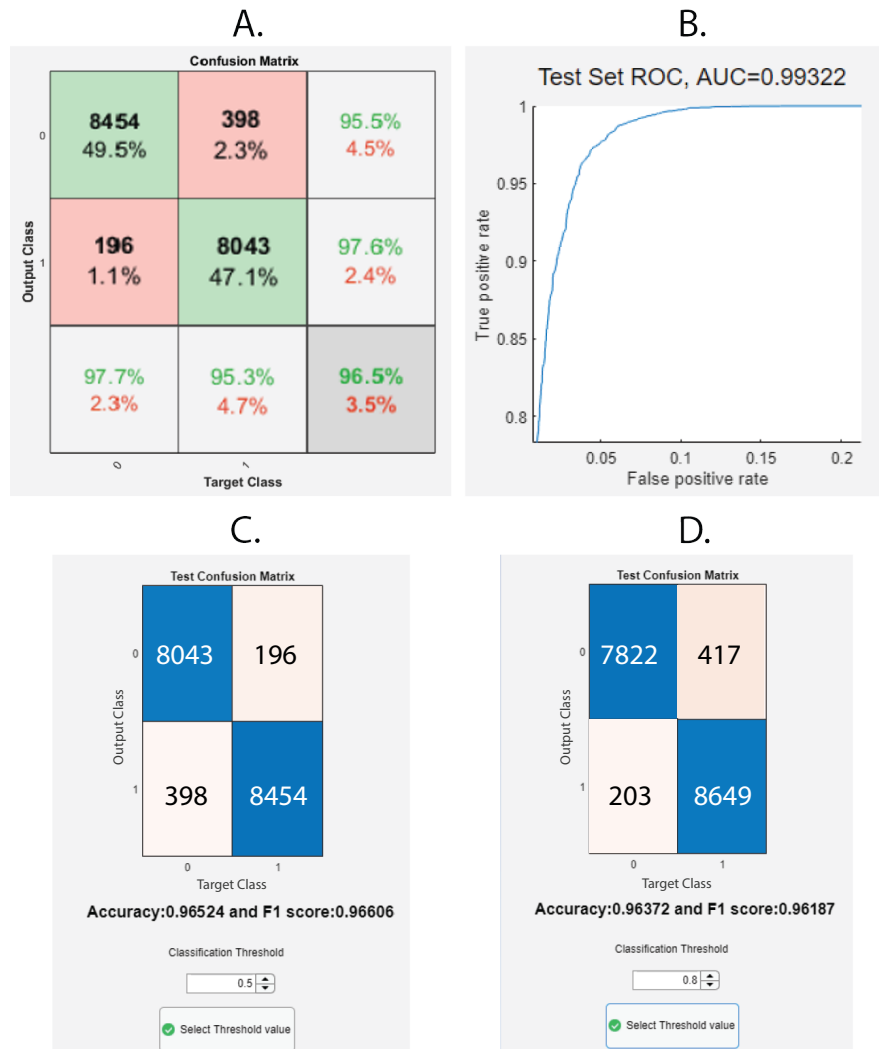 A.
Confusion Matrix
8454
49.5%
398
2.3%
95.5%
4.5%
0
196
1.1%
8043
47.1%
97.6%
2.4%
1
97.7%
2.3%
95.3%
4.7%
96.5%
3.5%
0
1
Output Class
Target Class
B.
Test Set ROC, AUC=0.99322
1
0.95
0.9
0.85
0.8
True positive rate
0.05
0.1
0.15
0.2
False positive rate
C.
Test Confusion Matrix
0
8043
196
1
398
8454
0
1
Output Class
Target Class
Accuracy:0.96524 and F1 score:0.96606
Classification Threshold
0.5
Select Threshold value
D.
Test Confusion Matrix
0
7822
417
1
203
8649
0
1
Output Class
Target Class
Accuracy:0.96372 and F1 score:0.96187
Classification Threshold
0.8
Select Threshold value